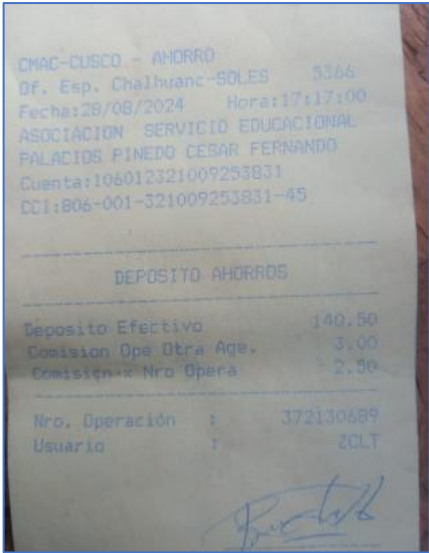 CMAC-CUSCO - AHORRO
Of. Esp. Chalhuanc-SOLES 5366
Fecha:28/08/2024 Hora:17:17:00
ASOCIACION SERVICIO EDUCACIONAL
PALACIOS PINEDO CESAR FERNANDO
Cuenta:106012321009253831
CCI:806-001-321009253831-45
DEPOSITO AHORROS
Deposito Efectivo 140.50
Comision Ope Otra Age. 3.00
Comision x Nro Opera 2.50
Nro. Operación : 372130689
Usuario : ZCLT